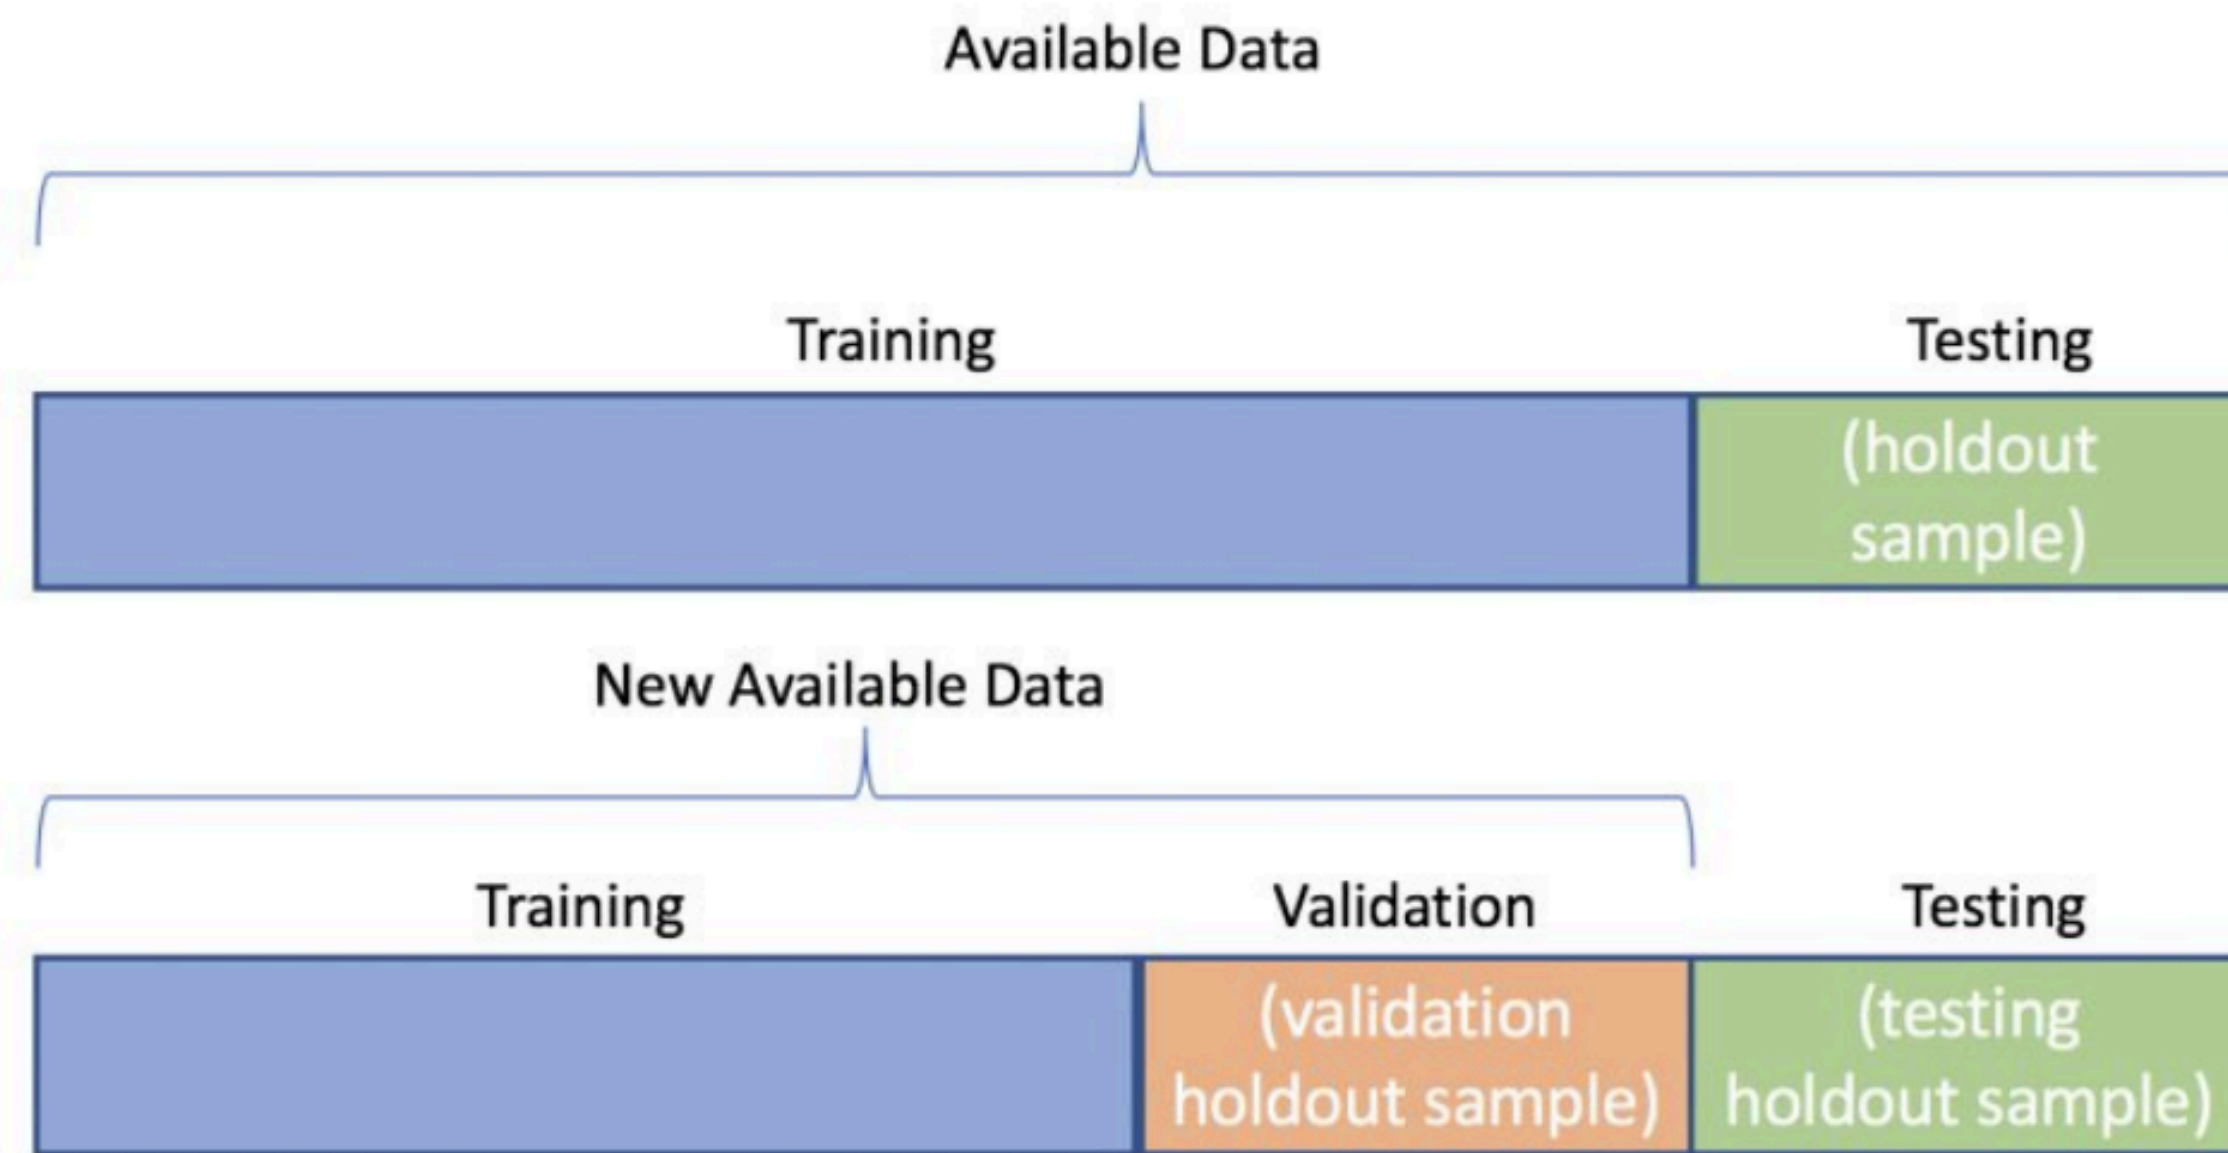 Available Data
Training Testing
(holdout
sample)
New Available Data
Training Validation Testing
(validation
holdout sample)
(testing
holdout sample)